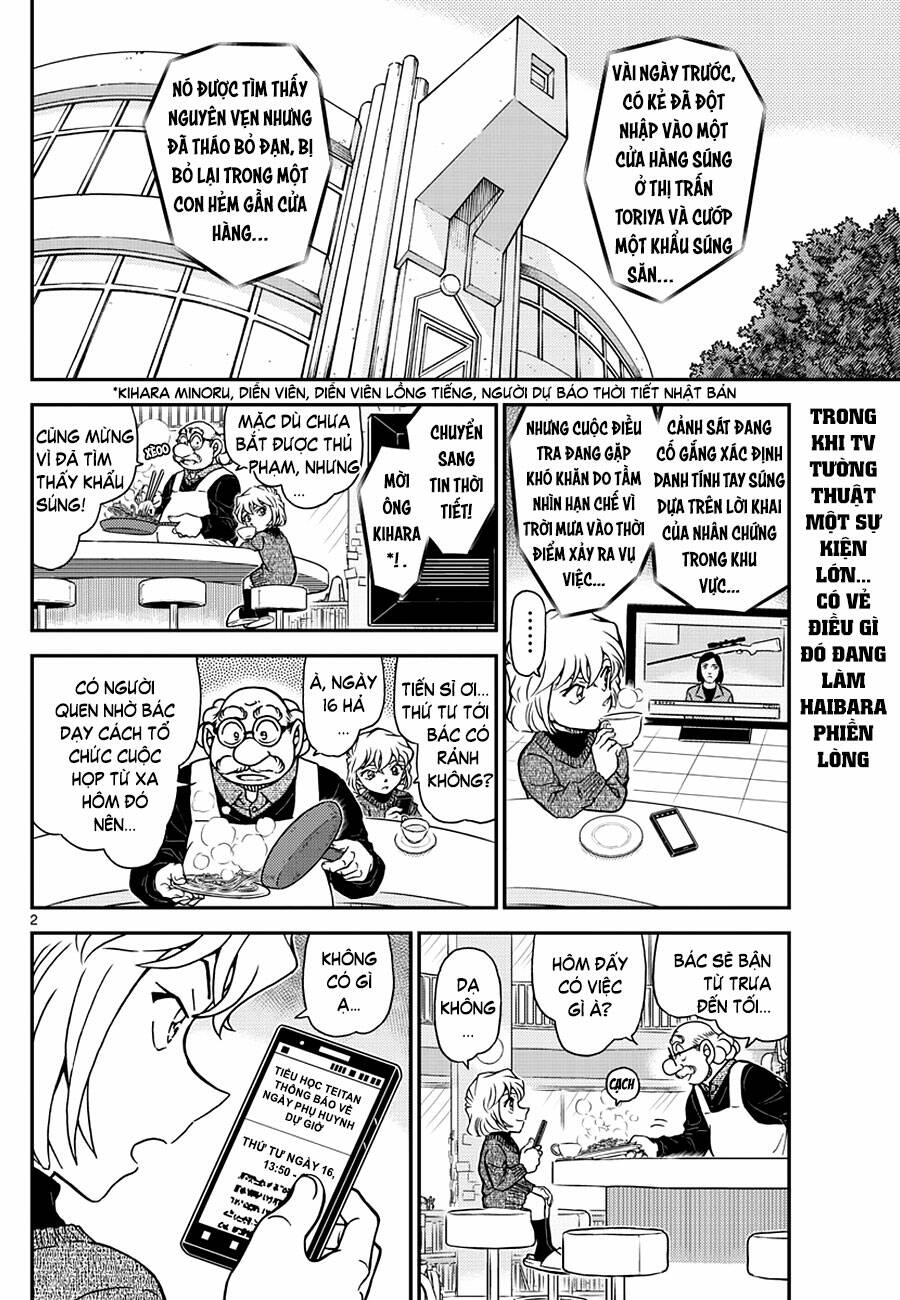 VÀI NGÀY TRƯỚC,
CÓ KẺ ĐÃ ĐỘT
NHẬP VÀO MỘT
CỬA HÀNG SÚNG
Ở THỊ TRẤN
TORIYA VÀ CƯỚP
MỘT KHẨU SÚNG
SĂN...
NÓ ĐƯỢC TÌM THẤY
NGUYÊN VẸN NHƯNG
ĐÃ THÁO BỎ ĐẠN, BỊ
BỎ LẠI TRONG MỘT
CON HẺM GẦN CỬA
HÀNG...
*KIHARA MINORU, DIỄN VIÊN, DIỄN VIÊN LỒNG TIẾNG, NGƯỜI DỰ BÁO THỜI TIẾT NHẬT BẢN
TRONG
KHI TV
TƯỜNG
THUẬT
MỘT SỰ
KIỆN
LỚN...
CÓ VẺ
ĐIỀU GÌ
ĐÓ ĐANG
LÀM
HAIBARA
PHIỀN
LÒNG
CẢNH SÁT ĐANG
CỐ GẮNG XÁC ĐỊNH
DANH TÍNH TAY SÚNG
DỰA TRÊN LỜI KHAI
CỦA NHÂN CHỨNG
TRONG KHU
VỰC...
NHƯNG CUỘC ĐIỀU
TRA ĐANG GẶP
KHÓ KHĂN DO TẦM
NHÌN HẠN CHẾ VÌ
TRỜI MƯA VÀO THỜI
ĐIỂM XẢY RA VỤ
VIỆC...
........
CHUYỂN
SANG
TIN THỜI
TIẾT!
MỜI
ÔNG
KIHARA
*!.
MẶC DÙ CHƯA
BẮT ĐƯỢC THỦ
PHẠM, NHƯNG
...
XÈOO
CŨNG MỪNG
VÌ ĐÃ TÌM
THẤY KHẨU
SÚNG!
TIẾN SĨ ƠI...
THỨ TƯ TỚI
BÁC CÓ
RẢNH KHÔNG?
À, NGÀY
16 HẢ
...
CÓ NGƯỜI
QUEN NHỜ BÁC
DẠY CÁCH TỔ
CHỨC CUỘC
HỌP TỪ XA
HÔM ĐÓ
NÊN...
2
BÁC SẼ BẬN
TỪ TRƯA
ĐẾN TỐI...
HÔM ĐẤY
CÓ VIỆC
GÌ À?
DẠ
KHÔNG
...
CẠCH
KHÔNG
CÓ GÌ
Ạ...
TIỂU HỌC TEITAN
THÔNG BÁO VỀ
NGÀY PHỤ HUYNH
DỰ GIỜ
THỨ TƯ NGÀY 16,
13:50 -